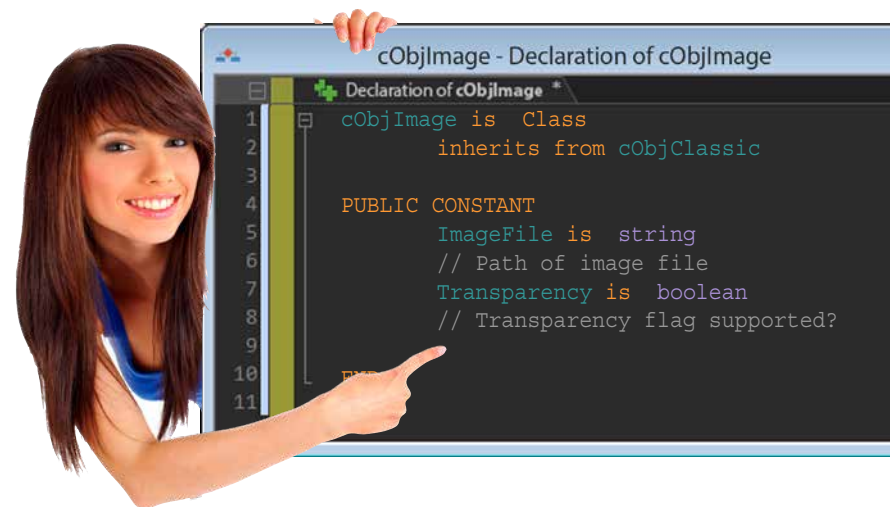 cObjImage - Declaration of cObjImage
Declaration of cObjImage *
1 cObjImage is Class
2 inherits from cObjClassic
3
4 PUBLIC CONSTANT
5 ImageFile is string
6 // Path of image file
7 Transparency is boolean
8 // Transparency flag supported?
9
10
11